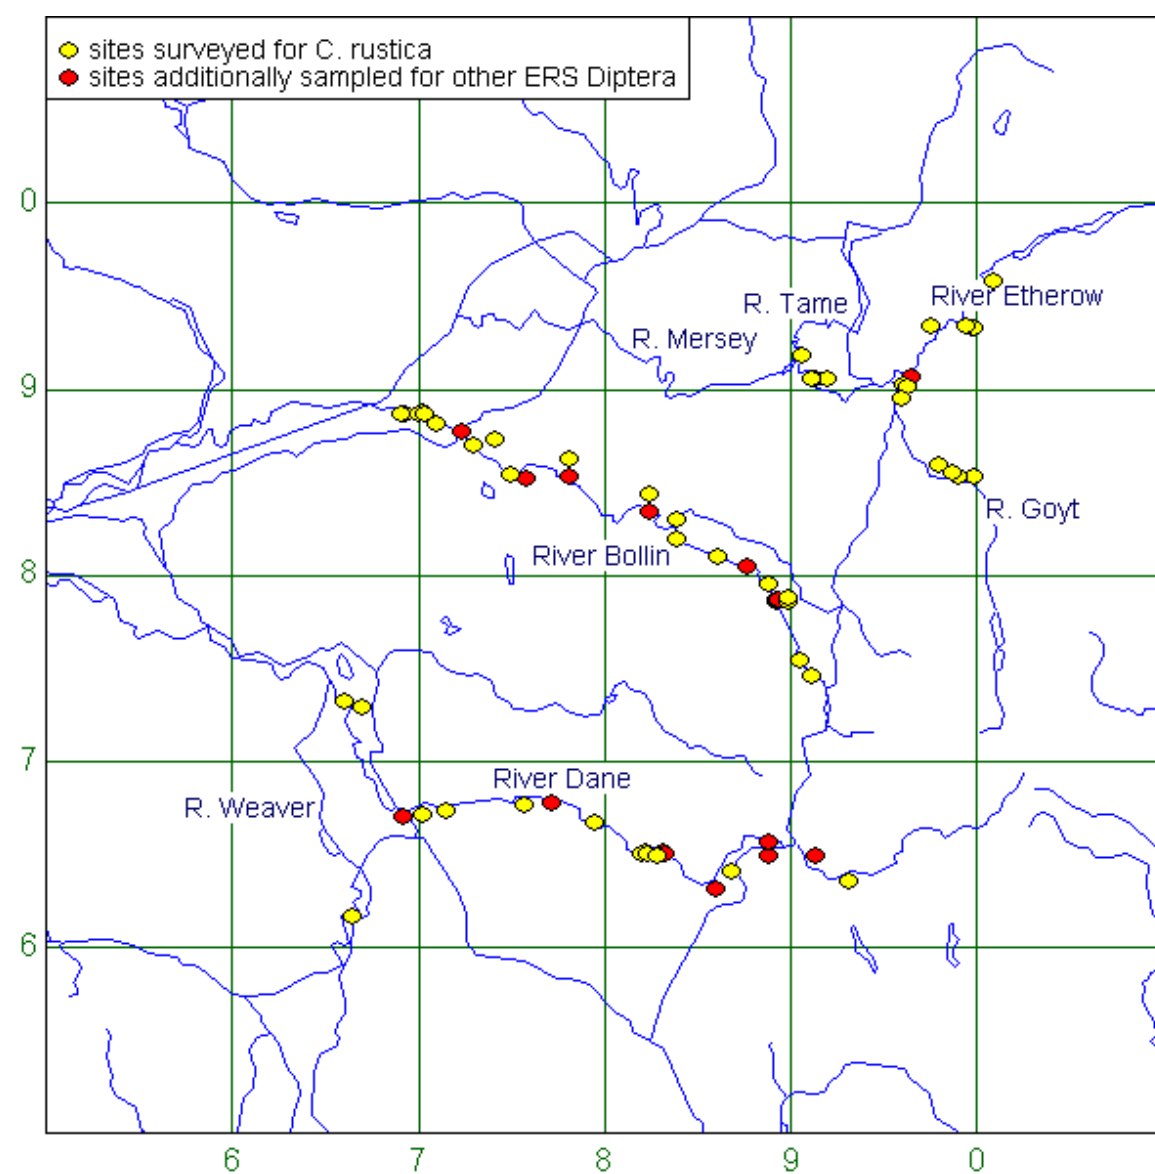 sites surveyed for C. rustica
sites additionally sampled for other ERS Diptera
0
River Etherow
R. Tame
R. Mersey
9
R. Goyt
River Bollin
8
7
River Dane
R. Weaver
6
6 7 8 9 0